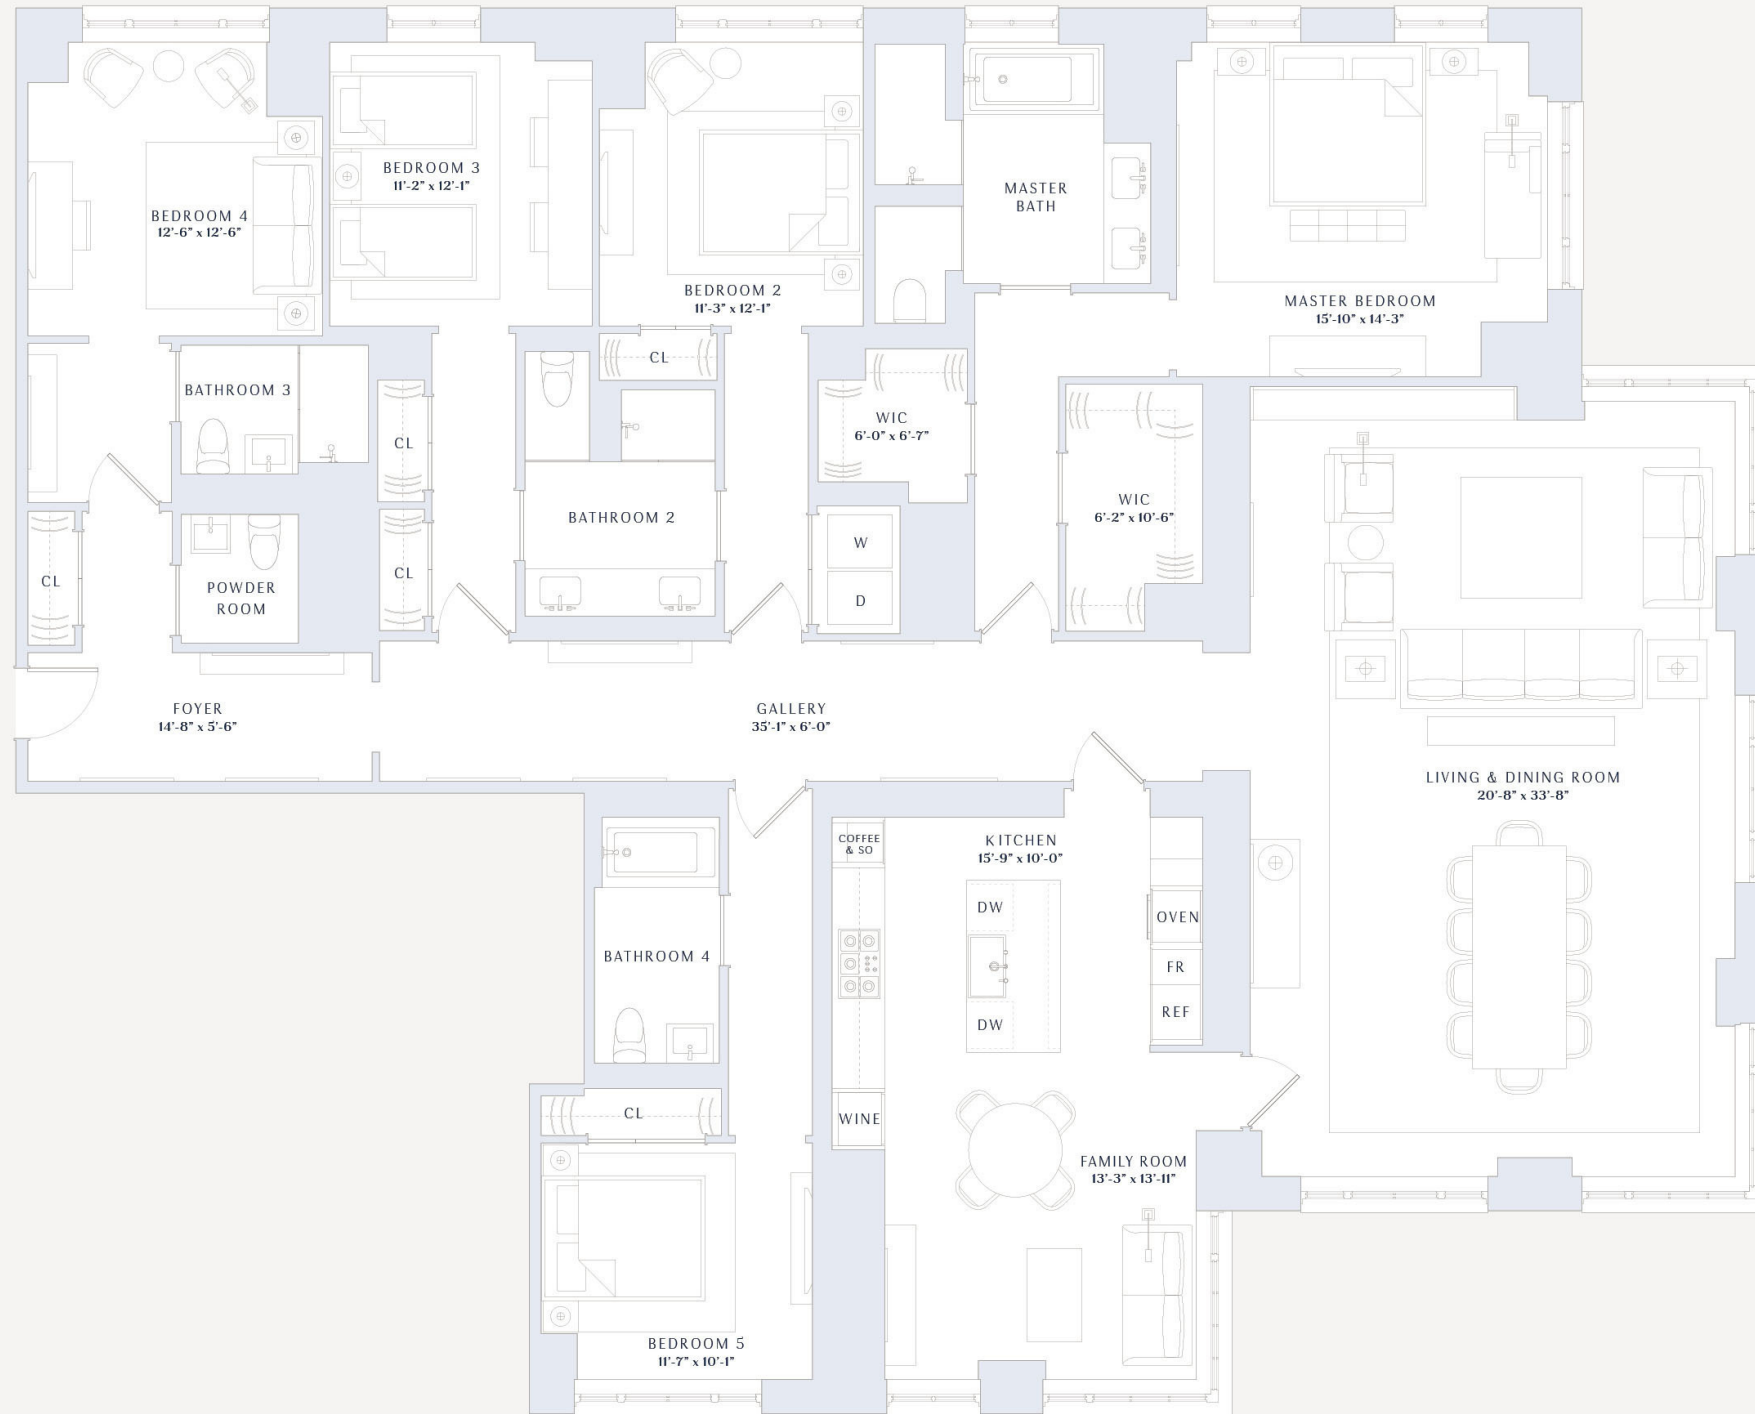 BEDROOM 3
11'-2" x 12'-1"
BEDROOM 4
12'-6" x 12'-6"
MASTER
BATH
BEDROOM 2
11'-3" x 12'-1"
MASTER BEDROOM
15'-10" x 14'-3"
CL
BATHROOM 3
WIC
6'-0" x 6'-7"
CL
WIC
6'-2" x 10'-6"
BATHROOM 2
W
CL
CL
POWDER
ROOM
D
FOYER
14'-8" x 5'-6"
GALLERY
35'-1" x 6'-0"
LIVING & DINING ROOM
20'-8" x 33'-8"
COFFEE
& SO
KITCHEN
15'-9" x 10'-0"
DW
OVEN
BATHROOM 4
FR
REF
DW
CL
WINE
FAMILY ROOM
13'-3" x 13'-11"
BEDROOM 5
11'-7" x 10'-1"